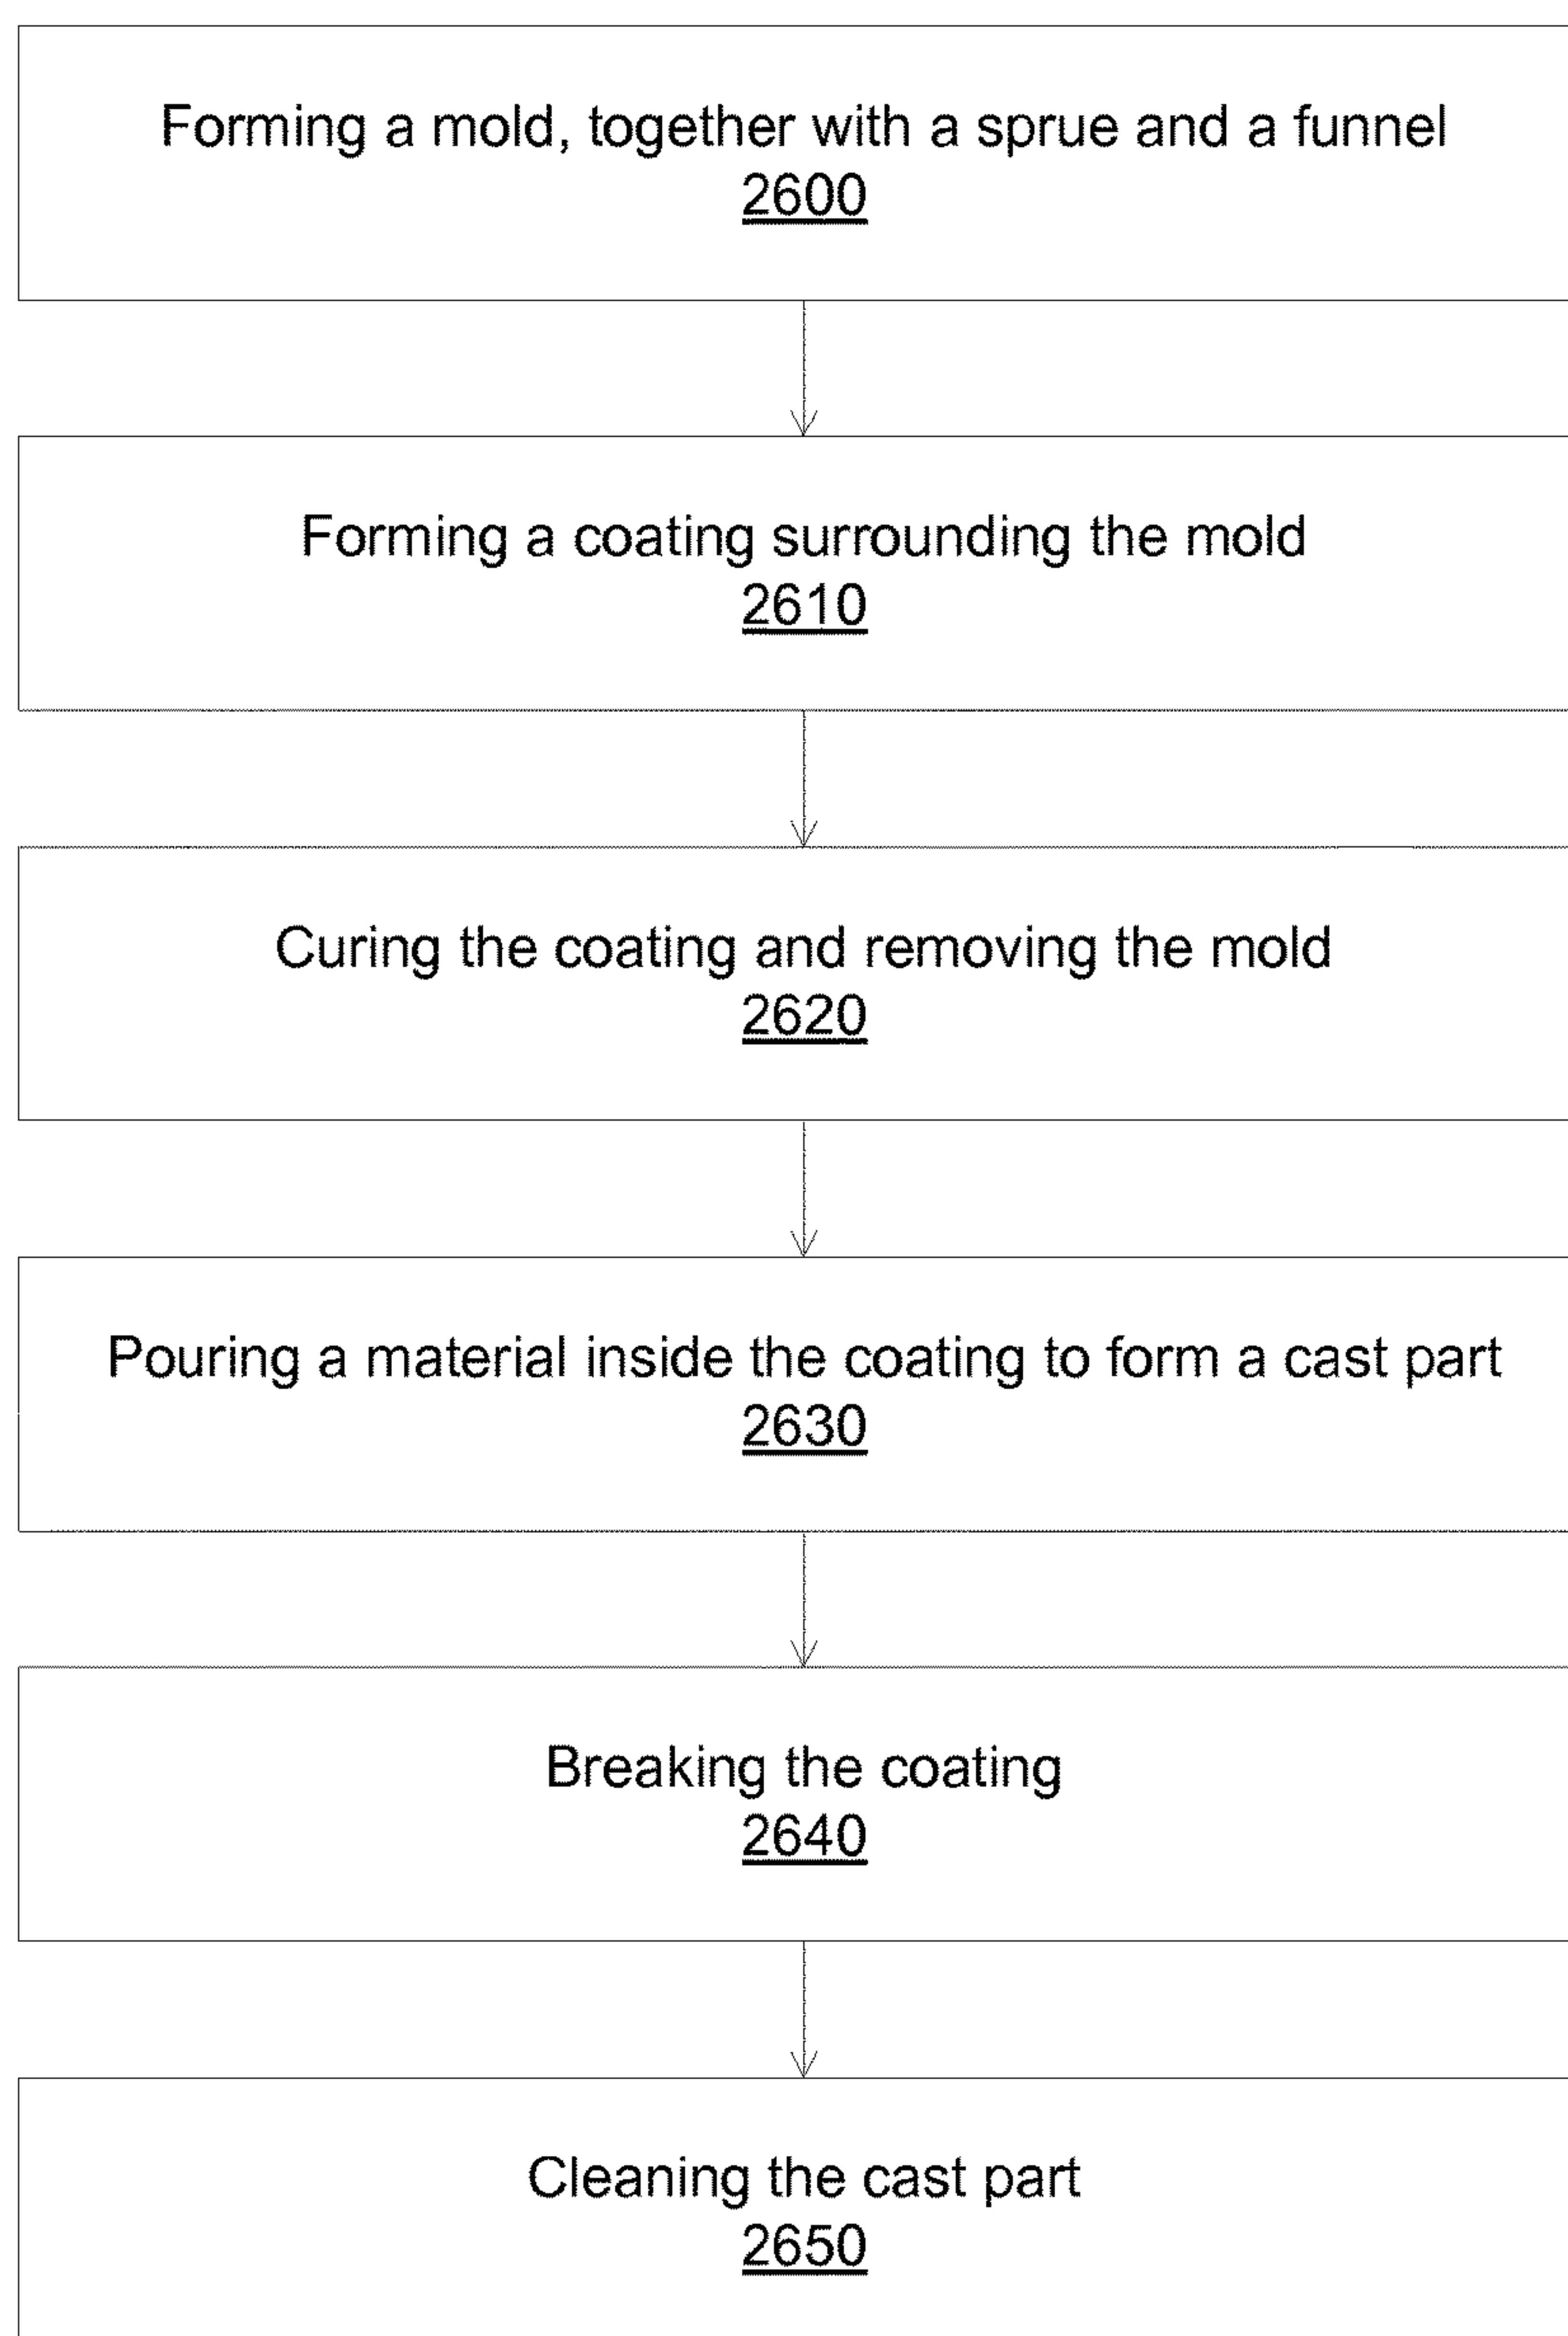 Forming a mold, together with a sprue and a funnel
2600
Forming a coating surrounding the mold
2610
Curing the coating and removing the mold
2620
Pouring a material inside the coating to form a cast part
2630
Breaking the coating
2640
Cleaning the cast part
2650